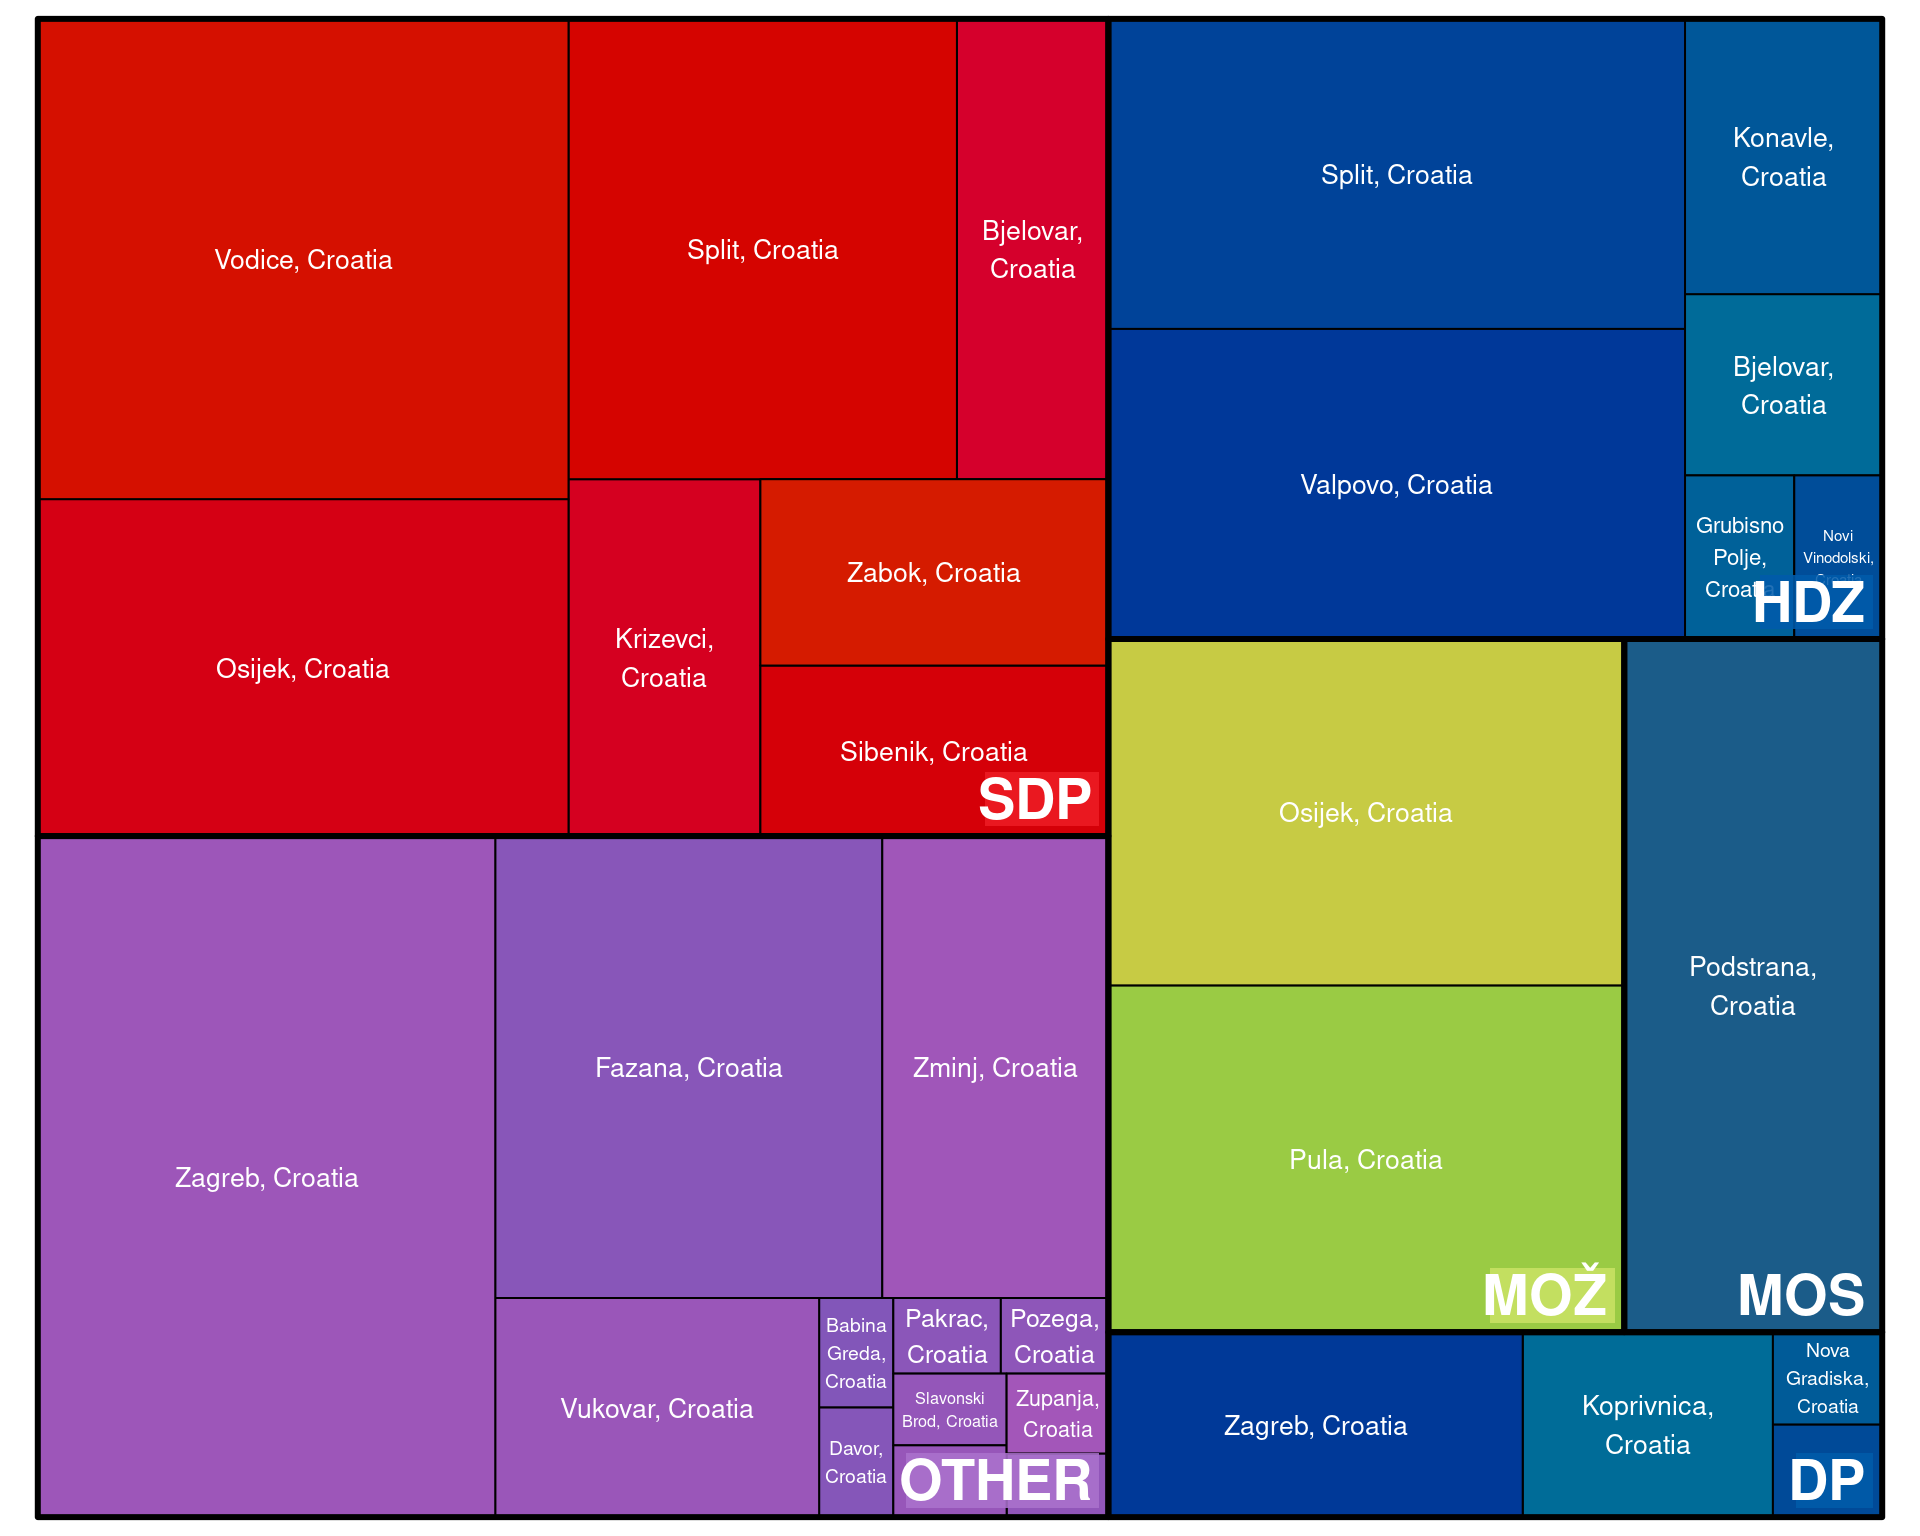 Vodice, Croatia
Split, Croatia
Bjelovar,
Croatia
Osijek, Croatia
Krizevci,
Croatia
Zabok, Croatia
Sibenik, Croatia
SDP
Split, Croatia
Konavle,
Croatia
Valpovo, Croatia
Bjelovar,
Croatia
Grubisno
Polje,
Croatia
Novi
Vinodolski,
Croatia
HDZ
Zagreb, Croatia
Fazana, Croatia
Zminj, Croatia
Vukovar, Croatia
Babina
Greda,
Croatia
Davor,
Croatia
Pakrac,
Croatia
Pozega,
Croatia
Slavonski
Brod, Croatia
Zupanja,
Croatia
OTHER
Osijek, Croatia
Pula, Croatia
MOŽ
Podstrana,
Croatia
MOS
Zagreb, Croatia
Koprivnica,
Croatia
Nova
Gradiska,
Croatia
DP